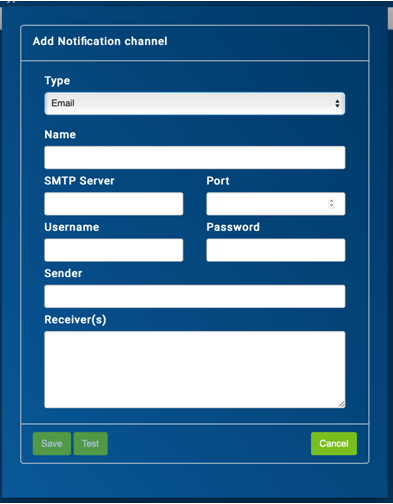 Add Notification channel
Type
Email
Name
SMTP Server Port
Username Password
Sender
Receiver(s)
Save Test Cancel